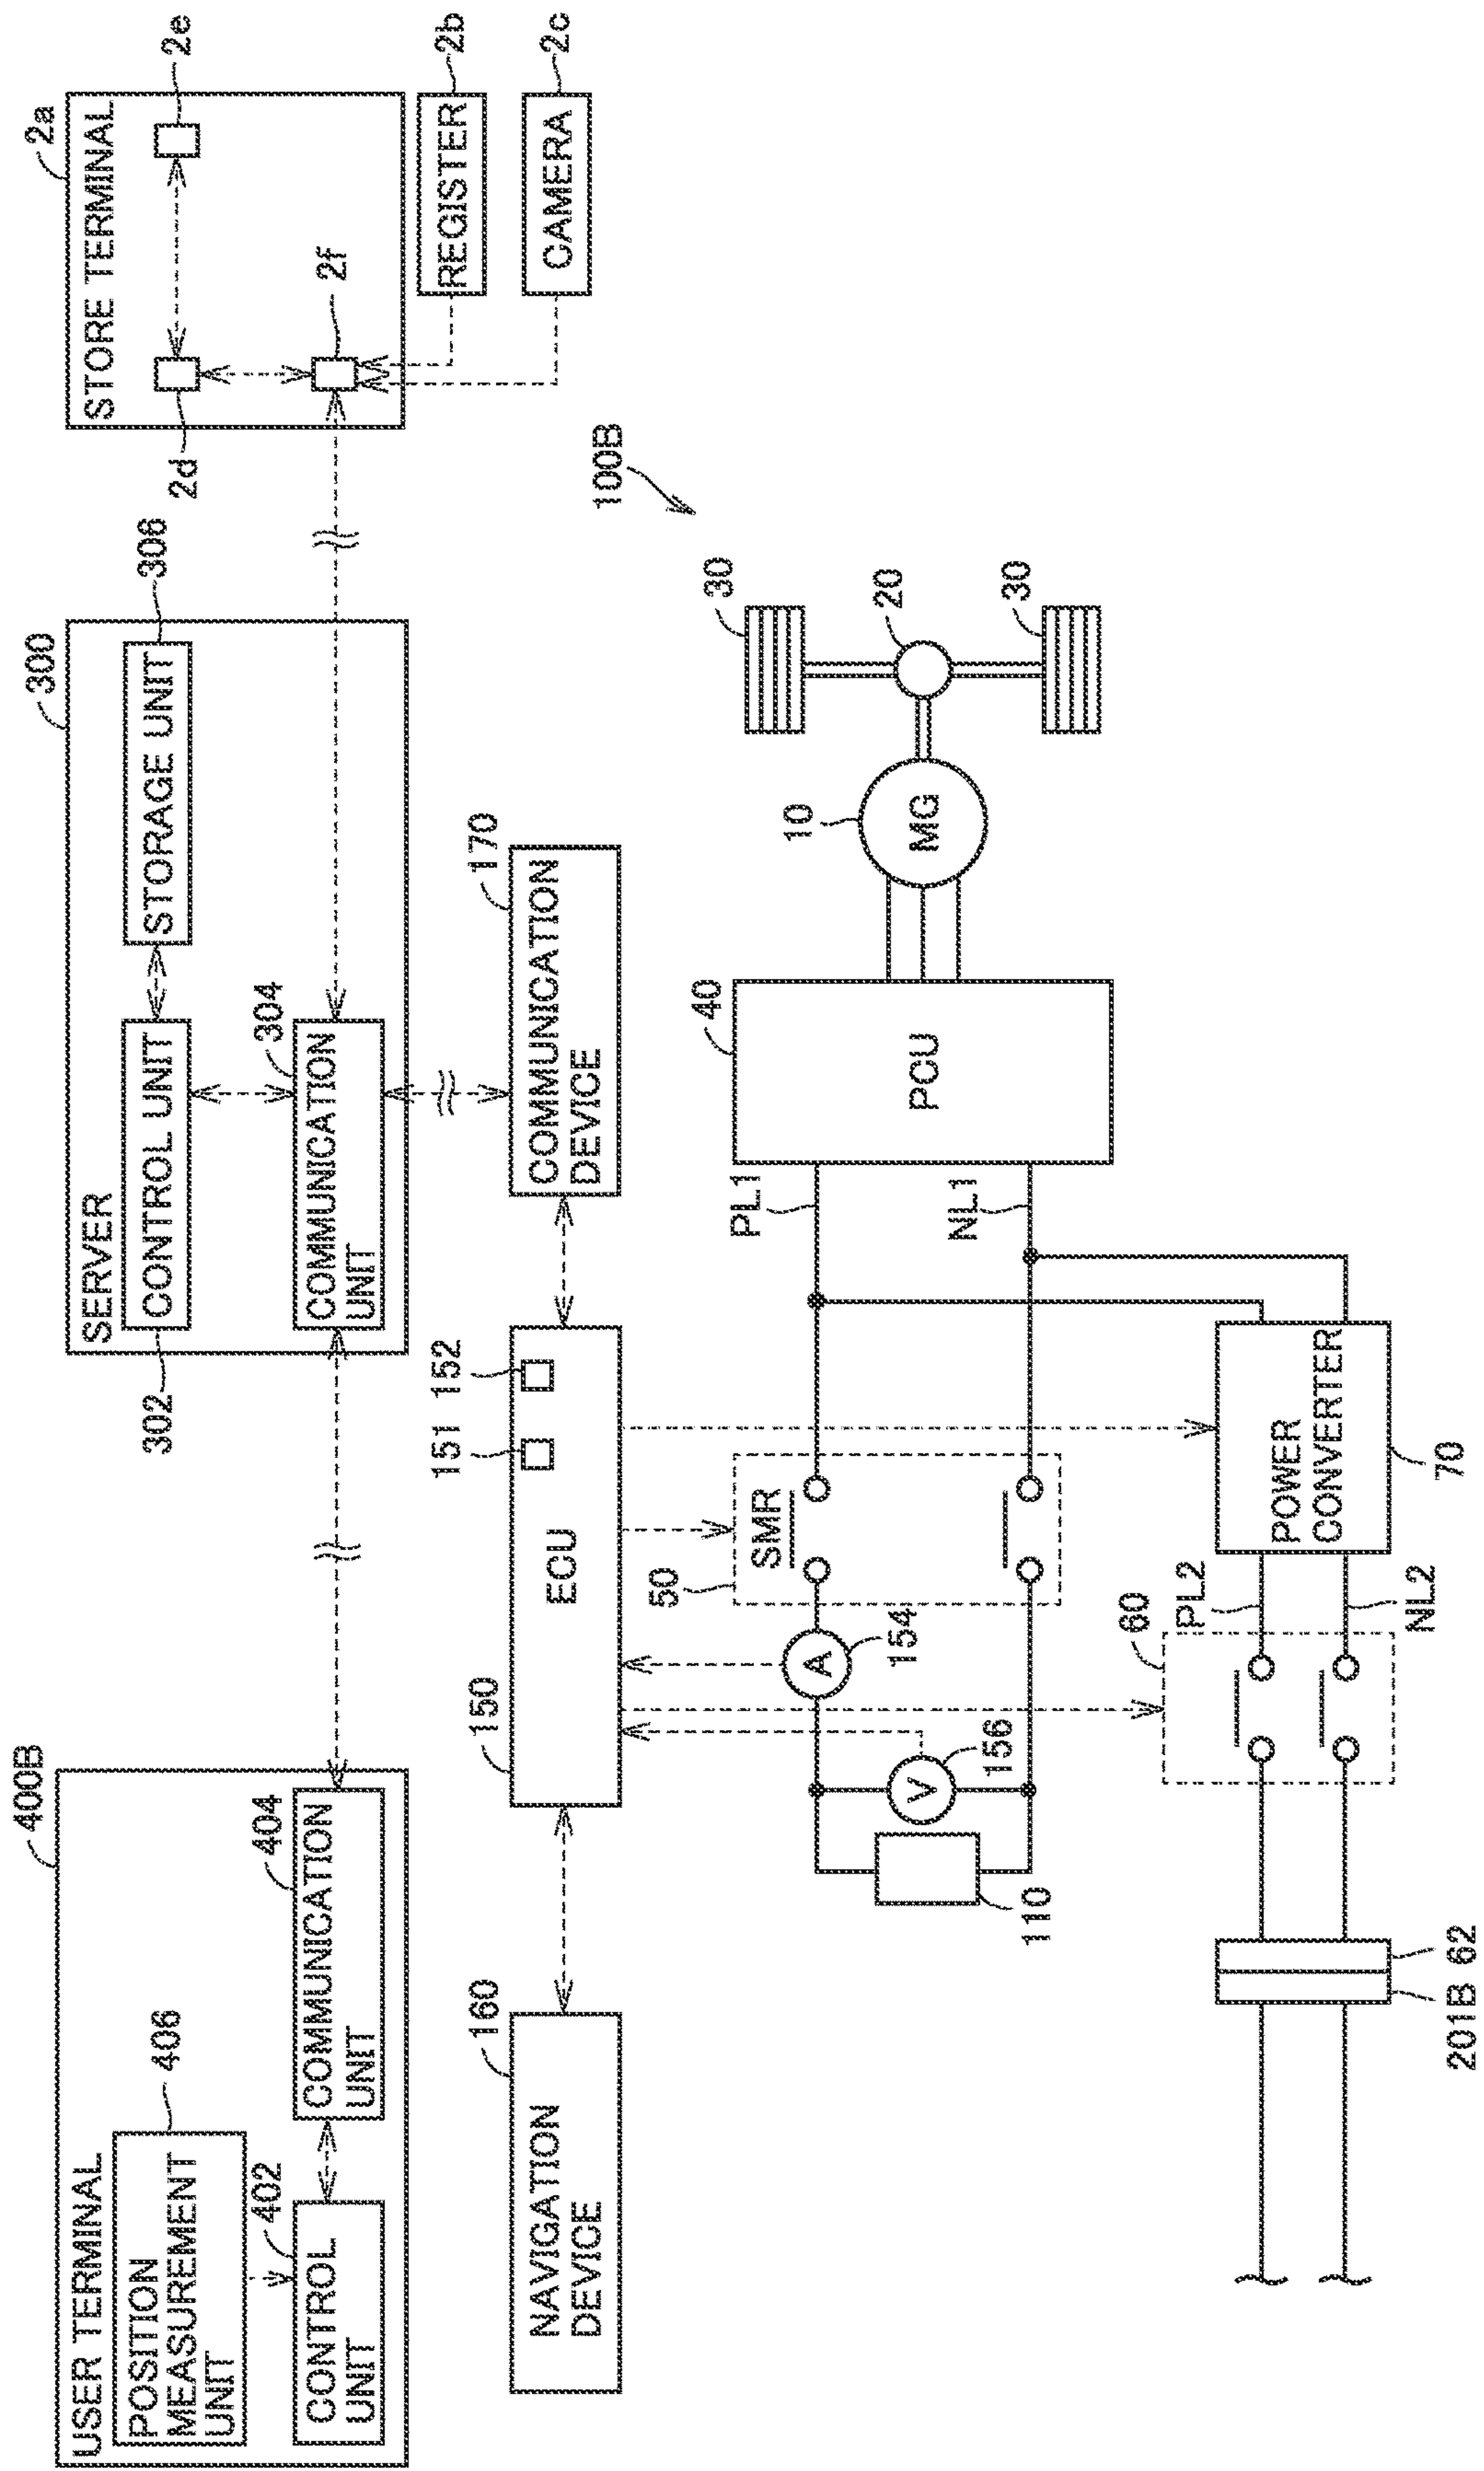 400B
USER TERMINAL
POSITION
MEASUREMENT
UNIT
406
402
CONTROL
UNIT
404
COMMUNICATION
UNIT
300
SERVER
302
CONTROL UNIT
306
STORAGE UNIT
304
COMMUNICATION
UNIT
2a
STORE TERMINAL
2d
2e
2f
REGISTER
2b
CAMERA
2c
160
NAVIGATION
DEVICE
150
ECU
151
152
170
COMMUNICATION
DEVICE
100B
110
V
156
A
154
50
SMR
PL1
NL1
40
PCU
10
MG
20
30
30
60
PL2
NL2
POWER
CONVERTER
70
201B
62